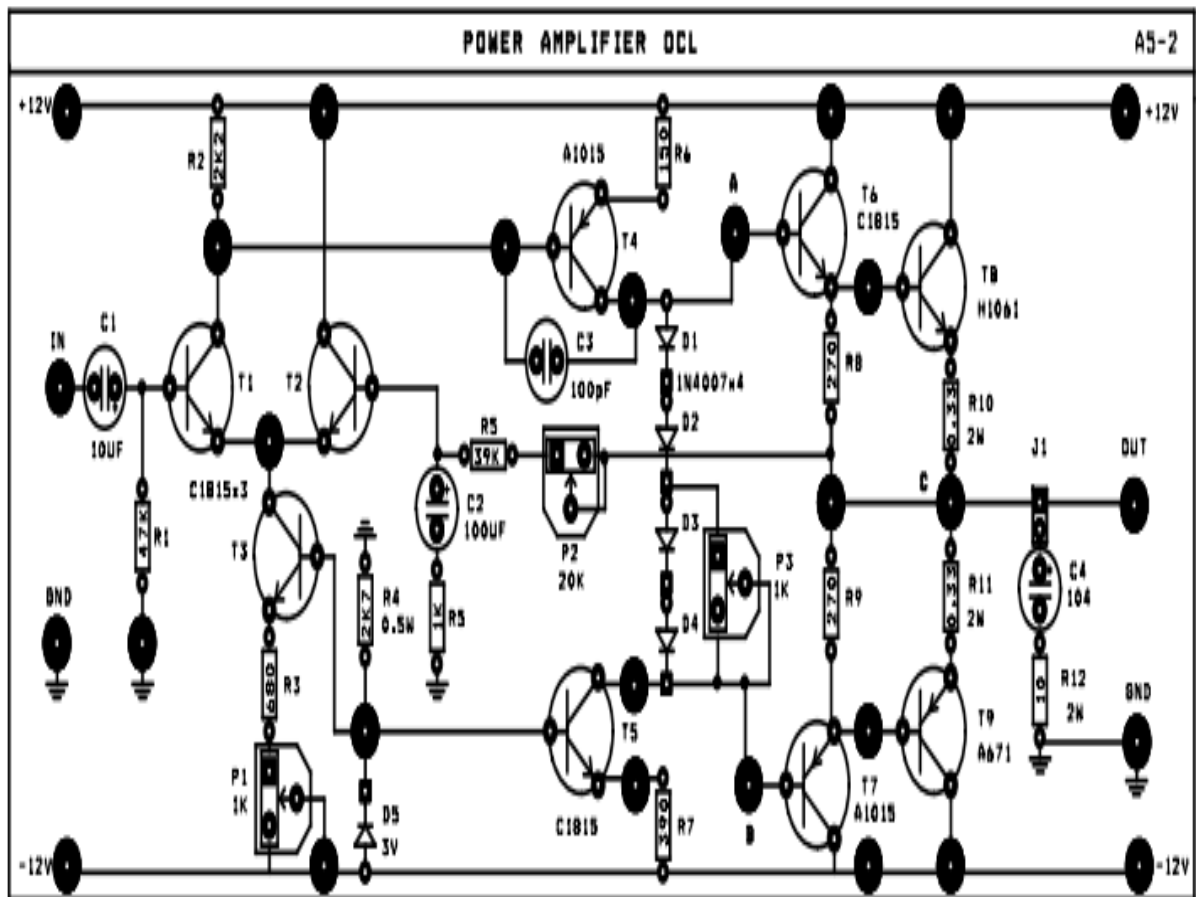 POWER AMPLIFIER OCL A5-2
+12V +12V
R2 2K2
A1015
150 R6
A
T6
C1815
T4
T8
H1061
IN
C1
10UF
T1
T2
C3
100pF
D1
1N4007x4
270 R8
0.33 R10
2W
D2
R5
39K
J1
OUT
C1815x3
C2
100UF
P2
20K
C
47K R1
T3
D3
P3
1K
2K7 R4
0.5W
1K R5
270 R9
0.33 R11
2W
C4
104
GND
D4
680 R3
T5
10 R12
2W
GND
T9
A671
P1
1K
D5
3V
C1815
390 R7
B
T7
A1015
-12V -12V